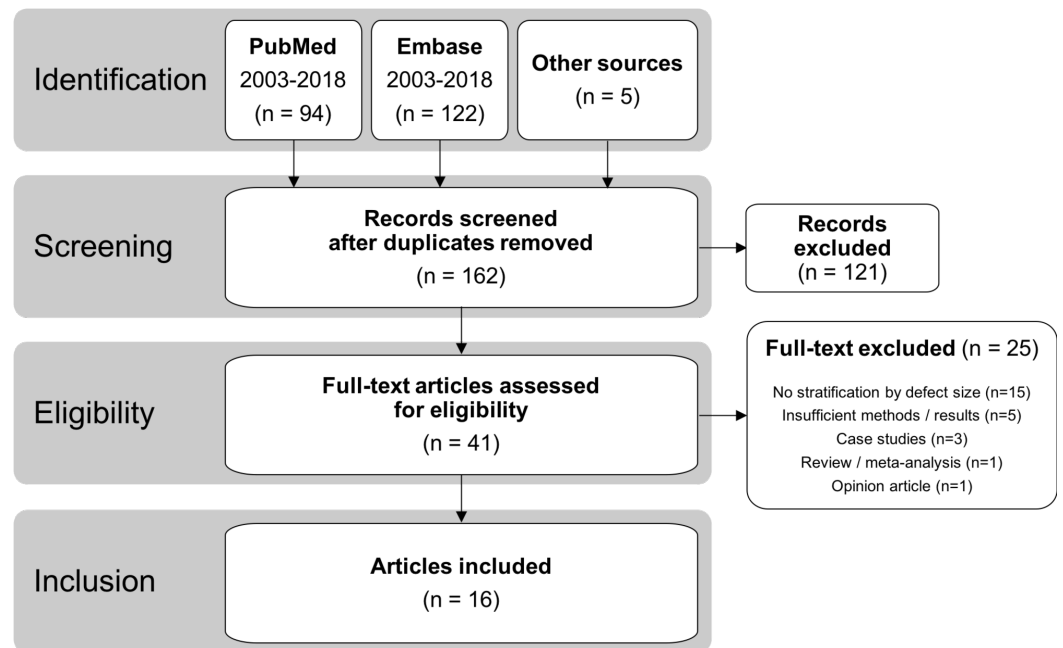 Identification
PubMed
2003-2018
(n = 94)
Embase
2003-2018
(n = 122)
Other sources
(n = 5)
Screening
Records screened
after duplicates removed
(n = 162)
Records
excluded
(n = 121)
Eligibility
Full-text articles assessed
for eligibility
(n = 41)
Full-text excluded (n = 25)
No stratification by defect size (n=15)
Insufficient methods / results (n=5)
Case studies (n=3)
Review / meta-analysis (n=1)
Opinion article (n=1)
Inclusion
Articles included
(n = 16)